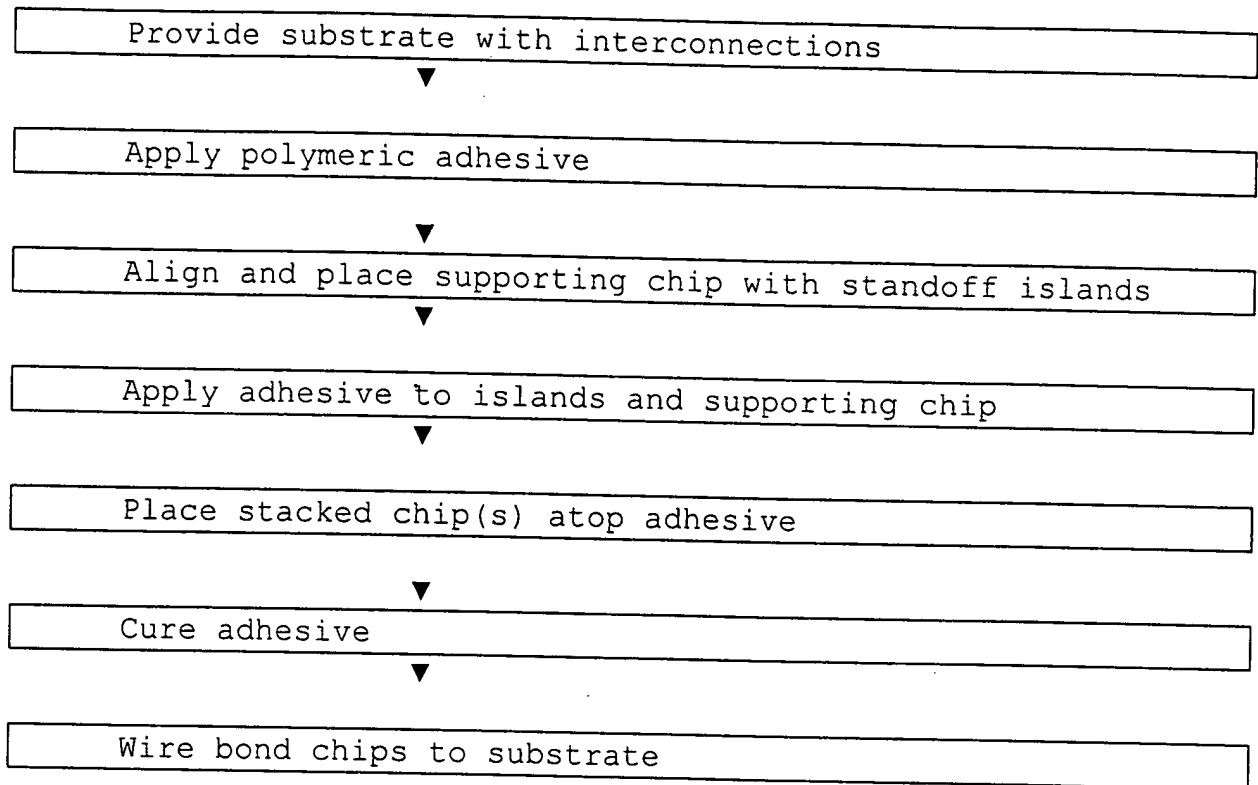 Provide substrate with interconnections
Apply polymeric adhesive
Align and place supporting chip with standoff islands
Apply adhesive to islands and supporting chip
Place stacked chip(s) atop adhesive
Cure adhesive
Wire bond chips to substrate